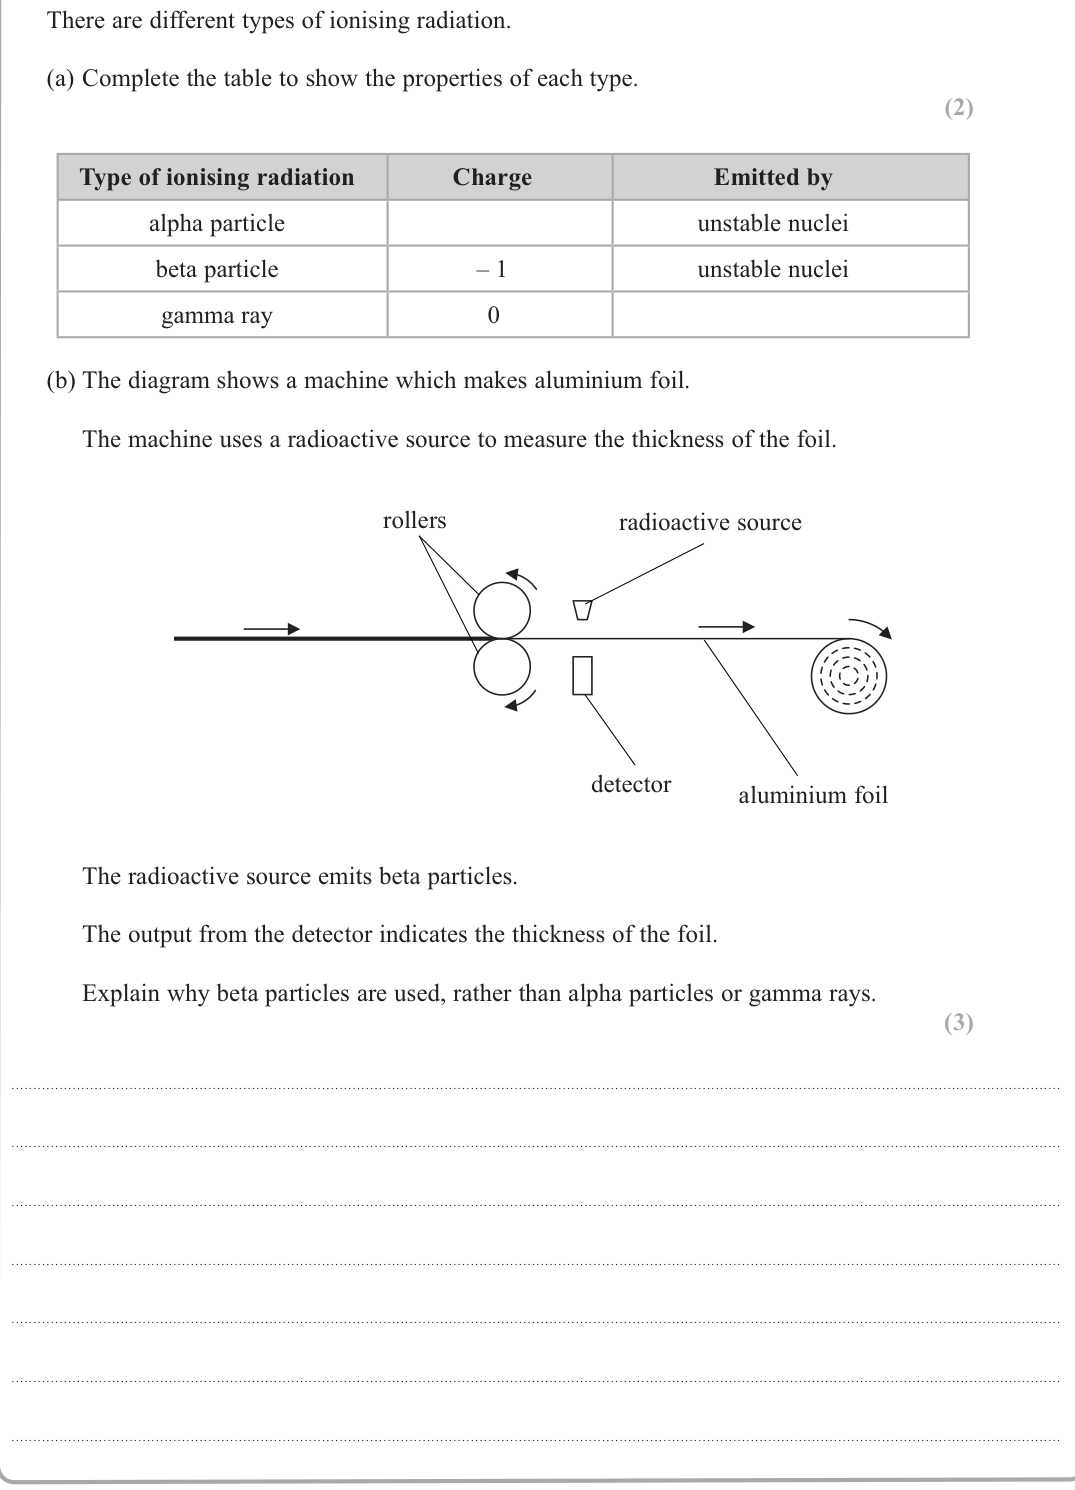 There are different types of ionising radiation.
(a) Complete the table to show the properties of each type.
(2)
Type of ionising radiation Charge Emitted by
alpha particle unstable nuclei
beta particle – 1 unstable nuclei
gamma ray 0
(b) The diagram shows a machine which makes aluminium foil.
The machine uses a radioactive source to measure the thickness of the foil.
rollers radioactive source
detector aluminium foil
The radioactive source emits beta particles.
The output from the detector indicates the thickness of the foil.
Explain why beta particles are used, rather than alpha particles or gamma rays.
(3)